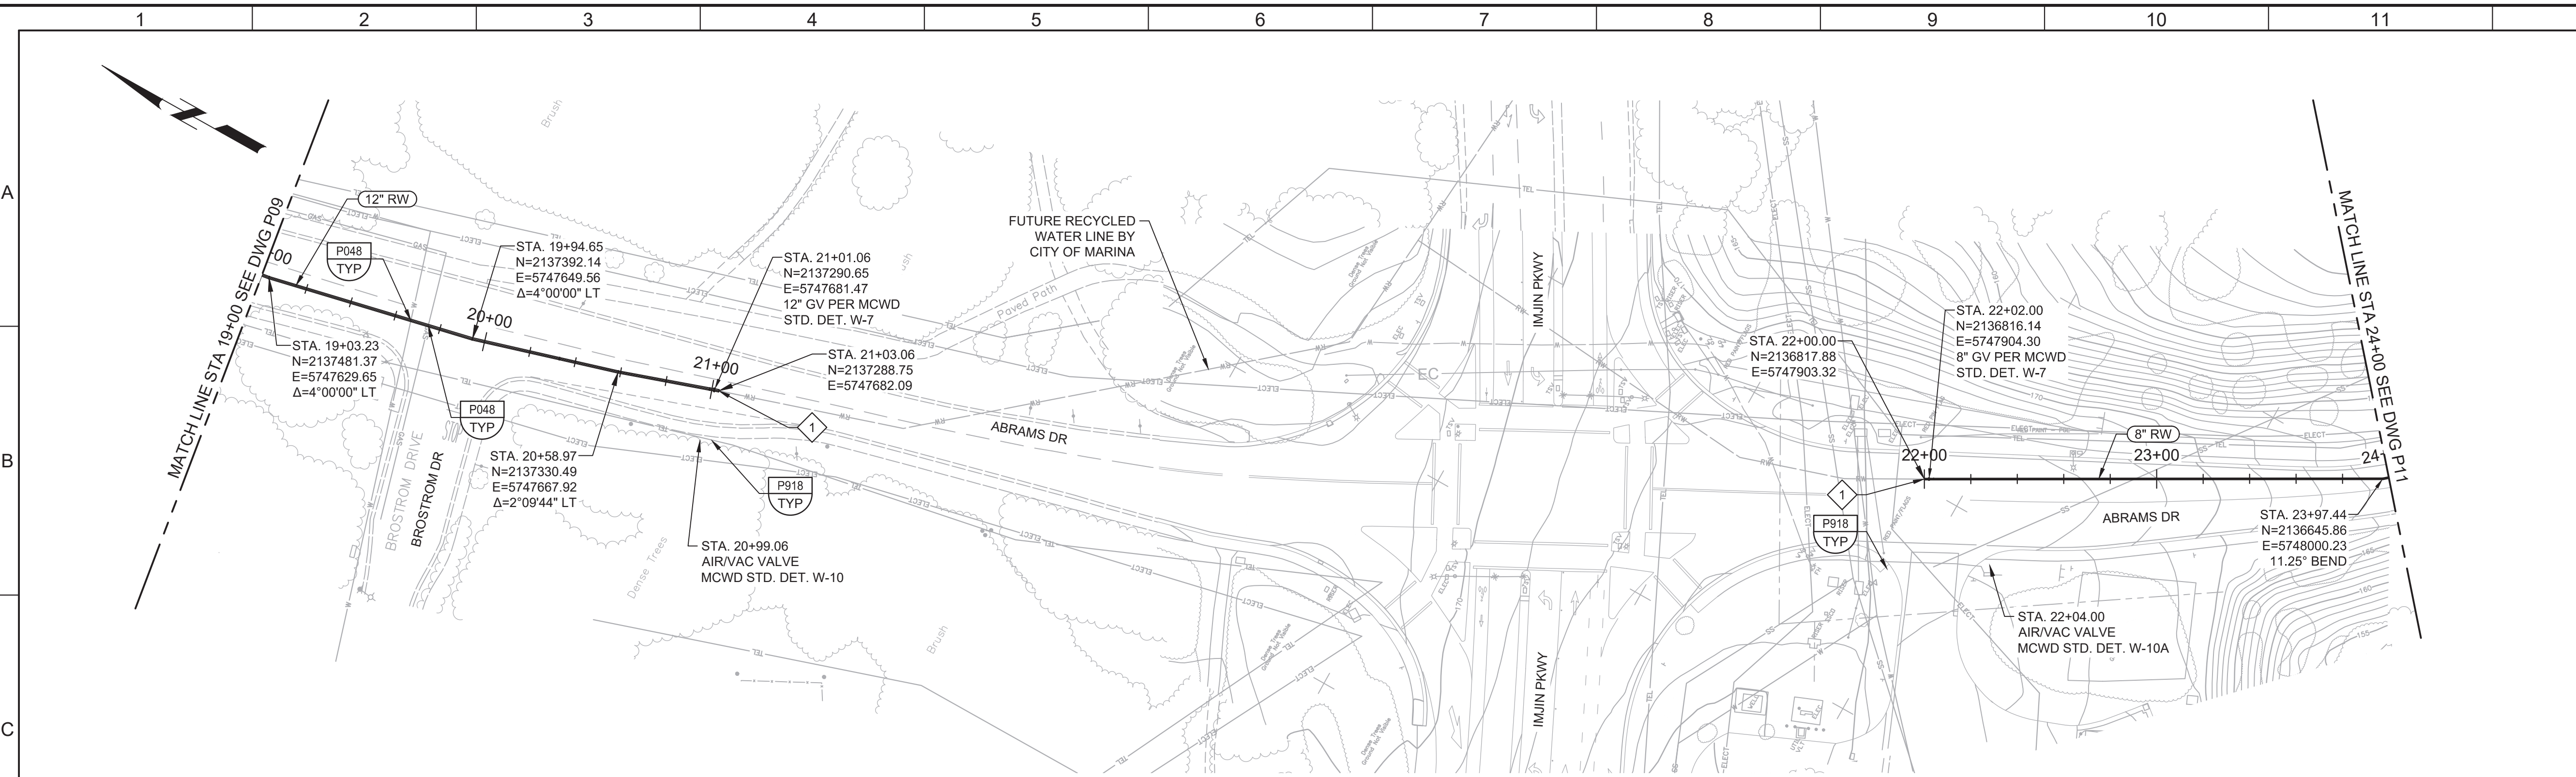 1 2 3 4 5 6 7 8 9 10 11
A
B
C
MATCH LINE STA 19+00 SEE DWG P09
12" RW
P048
TYP
STA. 19+94.65
N=2137392.14
E=5747649.56
Δ=4°00'00" LT
20+00
STA. 19+03.23
N=2137481.37
E=5747629.65
Δ=4°00'00" LT
P048
TYP
BROSTROM DRIVE
BROSTROM DR
STA. 20+58.97
N=2137330.49
E=5747667.92
Δ=2°09'44" LT
STA. 21+01.06
N=2137290.65
E=5747681.47
12" GV PER MCWD
STD. DET. W-7
21+00
STA. 21+03.06
N=2137288.75
E=5747682.09
1
P918
TYP
STA. 20+99.06
AIR/VAC VALVE
MCWD STD. DET. W-10
FUTURE RECYCLED
WATER LINE BY
CITY OF MARINA
Paved Path
Brush
Dense Trees
Brush
ABRAMS DR
IMJIN PKWY
IMJIN PKWY
EC
STA. 22+00.00
N=2136817.88
E=5747903.32
STA. 22+02.00
N=2136816.14
E=5747904.30
8" GV PER MCWD
STD. DET. W-7
22+00
8" RW
23+00
1
P918
TYP
ABRAMS DR
STA. 23+97.44
N=2136645.86
E=5748000.23
11.25° BEND
STA. 22+04.00
AIR/VAC VALVE
MCWD STD. DET. W-10A
MATCH LINE STA 24+00 SEE DWG P11
170
165
160
155